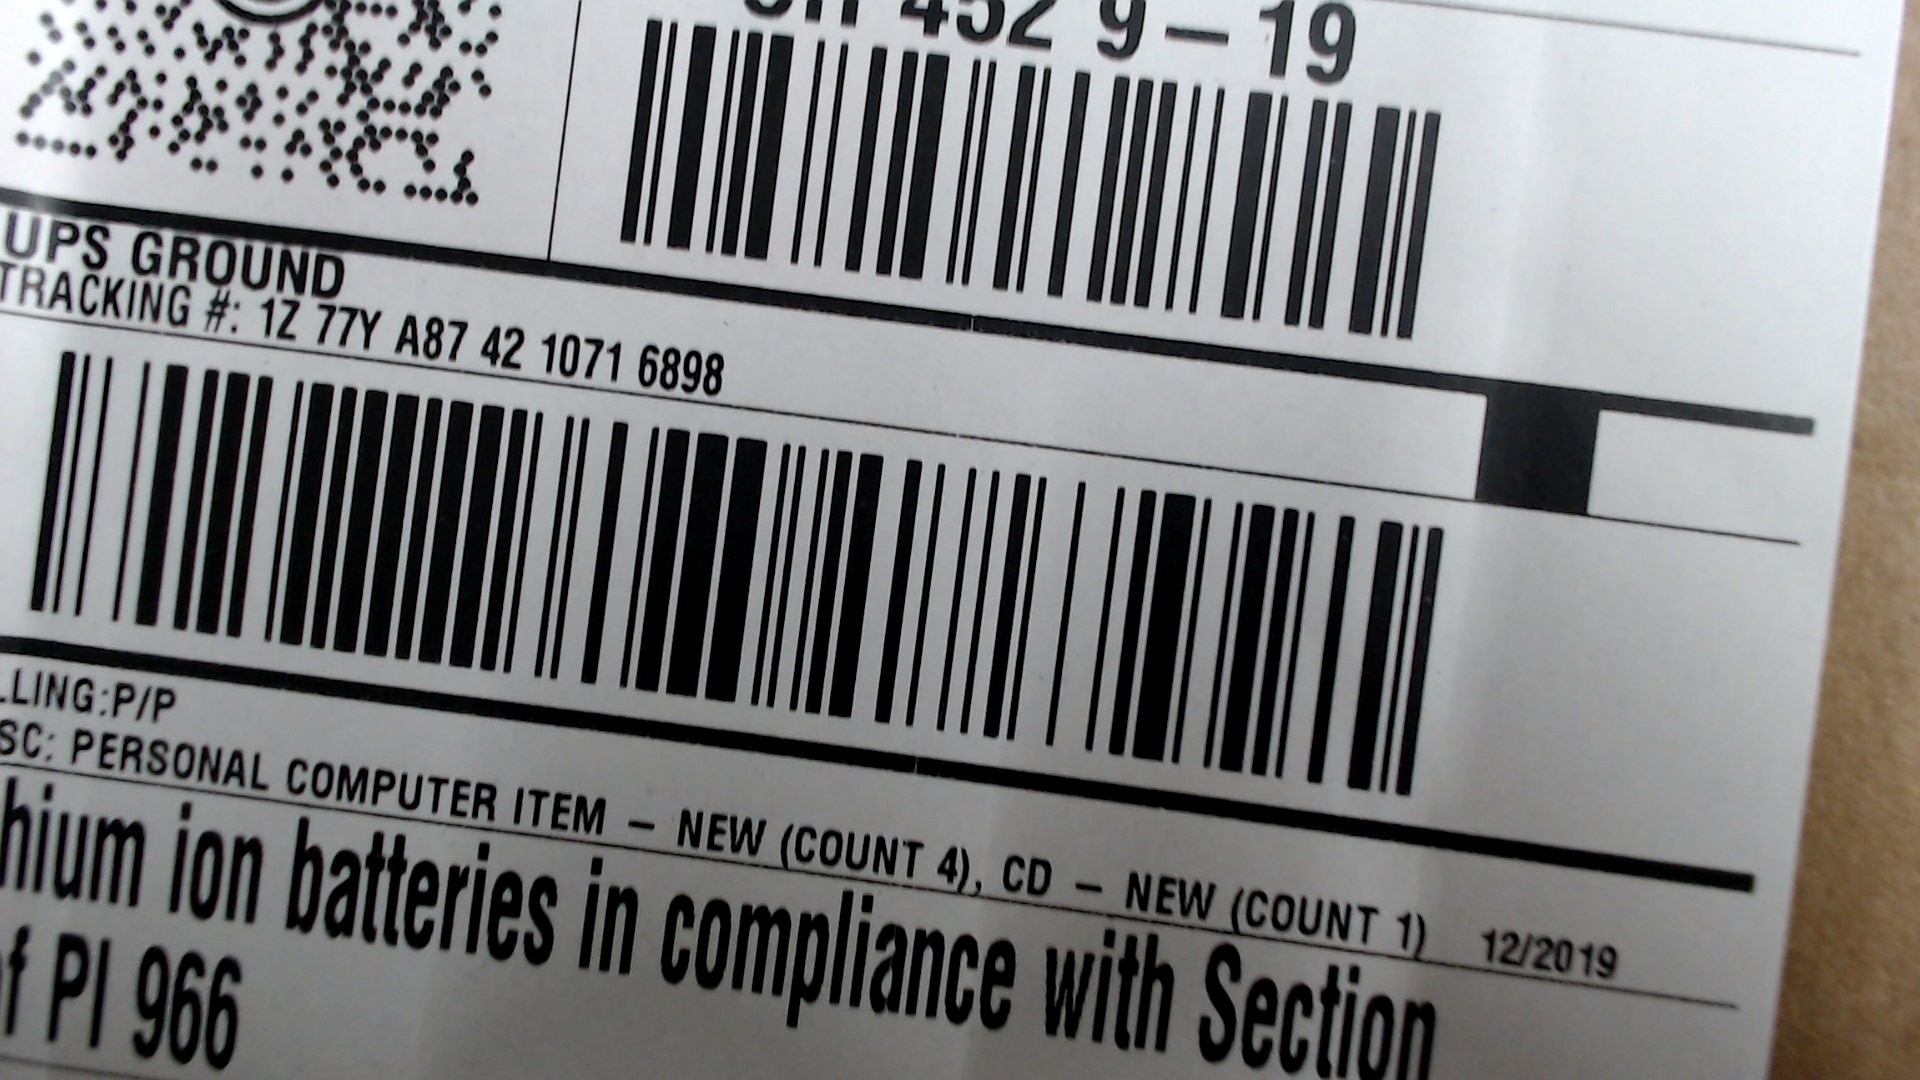 452 9-19
UPS GROUND
TRACKING #: 1Z 77Y A87 42 1071 6898
LLING:P/P
SC: PERSONAL COMPUTER ITEM - NEW (COUNT 4), CD - NEW (COUNT 1) 12/2019
hium ion batteries in compliance with Section
f PI 966